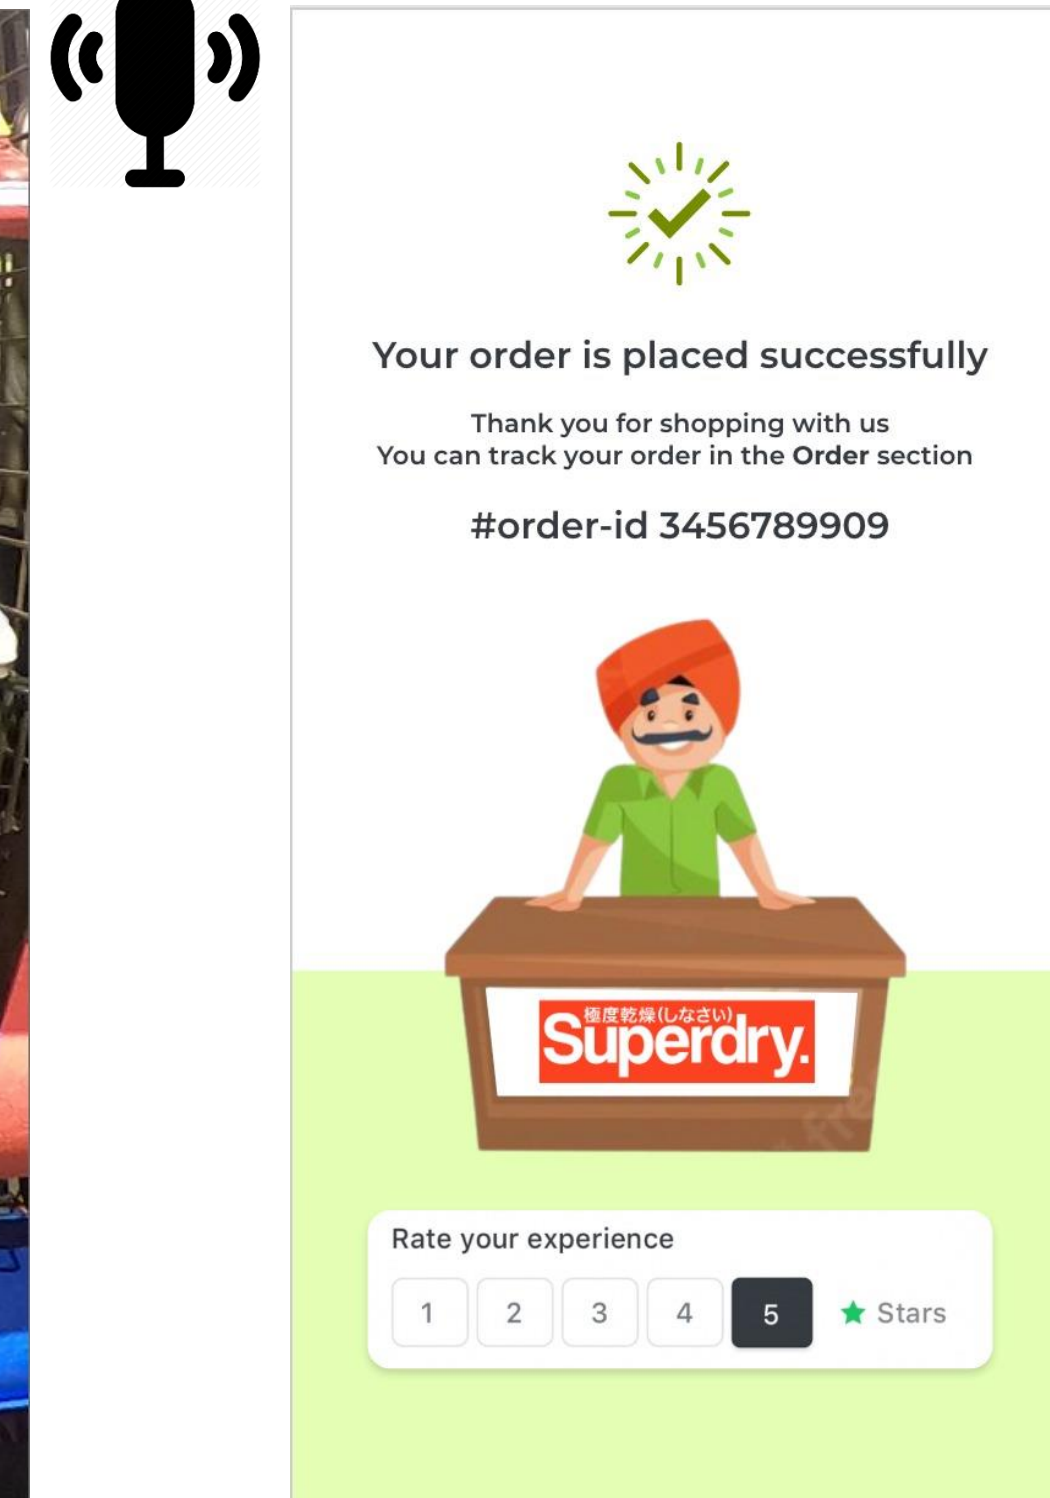 Your order is placed successfully
Thank you for shopping with us
You can track your order in the Order section
#order-id 3456789909
極度乾燥(しなさい)
Superdry.
Rate your experience
1 2 3 4 5 Stars